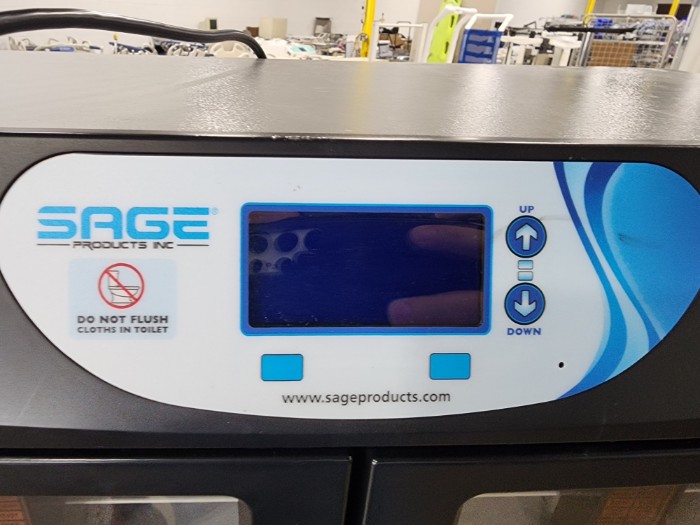 SAGE®
PRODUCTS INC
DO NOT FLUSH
CLOTHS IN TOILET
UP
DOWN
www.sageproducts.com